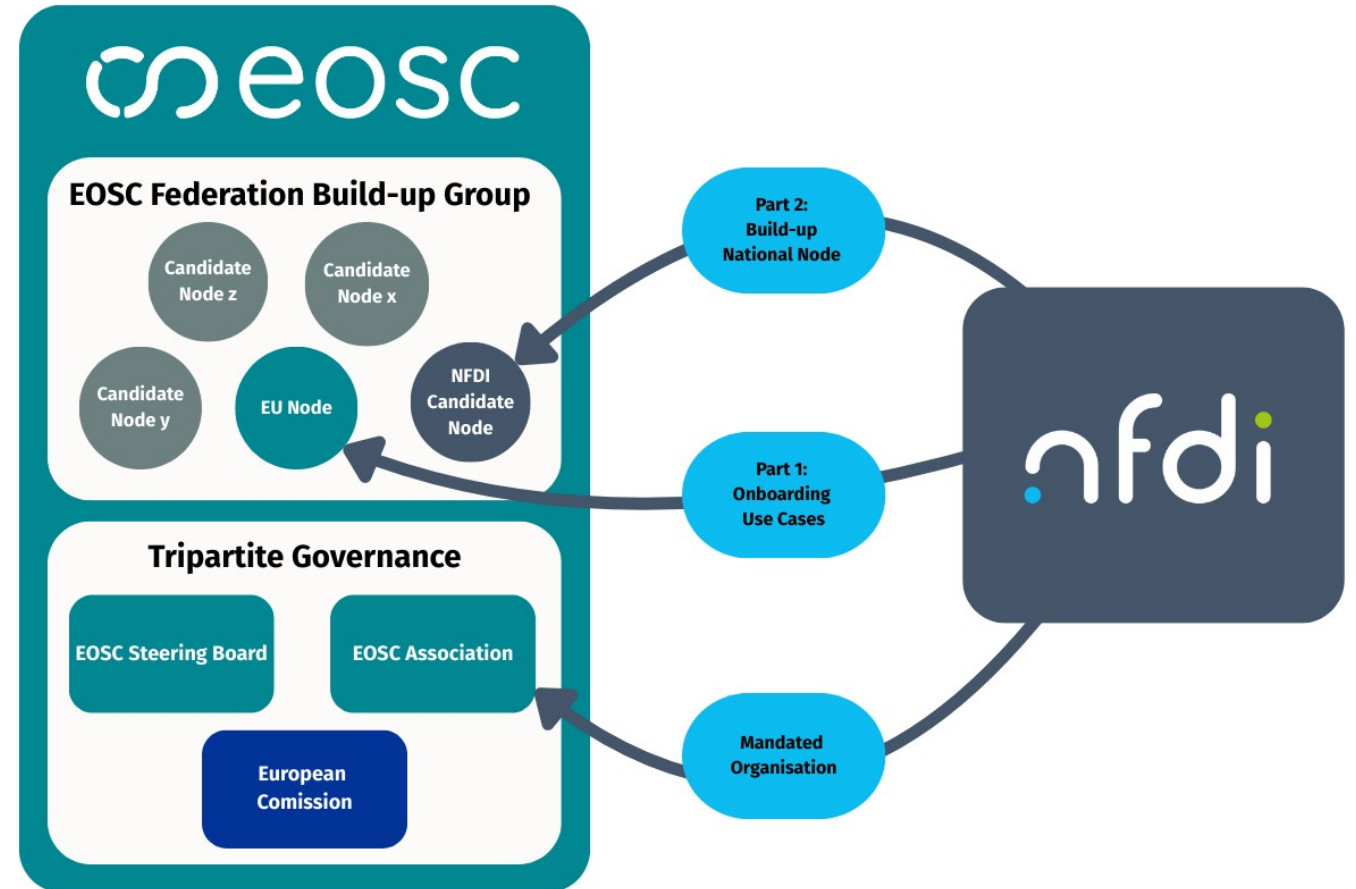 eosc
EOSC Federation Build-up Group
Candidate
Node z
Candidate
Node x
Candidate
Node y
EU Node
NFDI
Candidate
Node
Tripartite Governance
EOSC Steering Board
EOSC Association
European
Comission
Part 2:
Build-up
National Node
Part 1:
Onboarding
Use Cases
Mandated
Organisation
nfdi